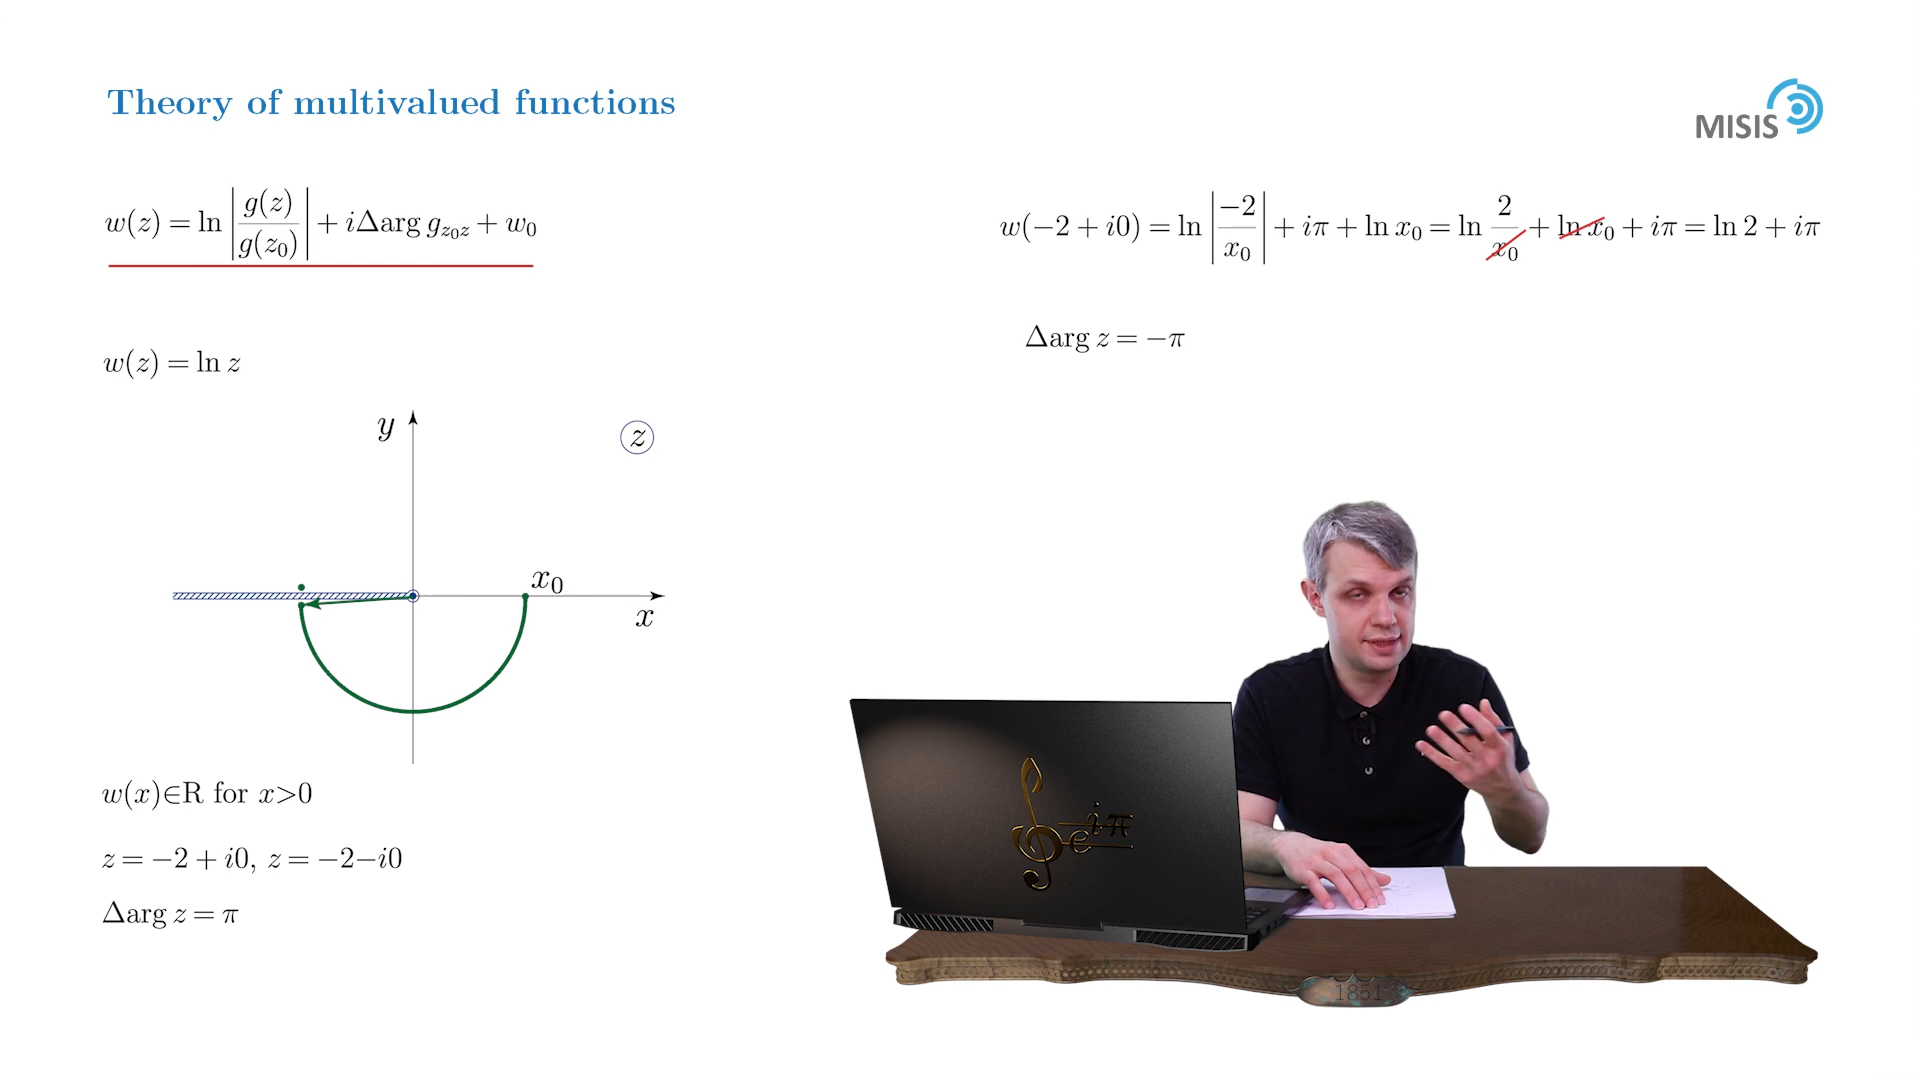 Theory of multivalued functions
MISIS
w(z) = ln |g(z)/g(z₀)| + iΔarg g_{z₀z} + w₀
w(−2 + i0) = ln |−2/x₀| + iπ + ln x₀ = ln 2/x₀ + ln x₀ + iπ = ln 2 + iπ
Δarg z = −π
w(z) = ln z
y
z
x₀
x
w(x)∈R for x>0
z = −2 + i0, z = −2−i0
Δarg z = π
e^{iπ}
1851